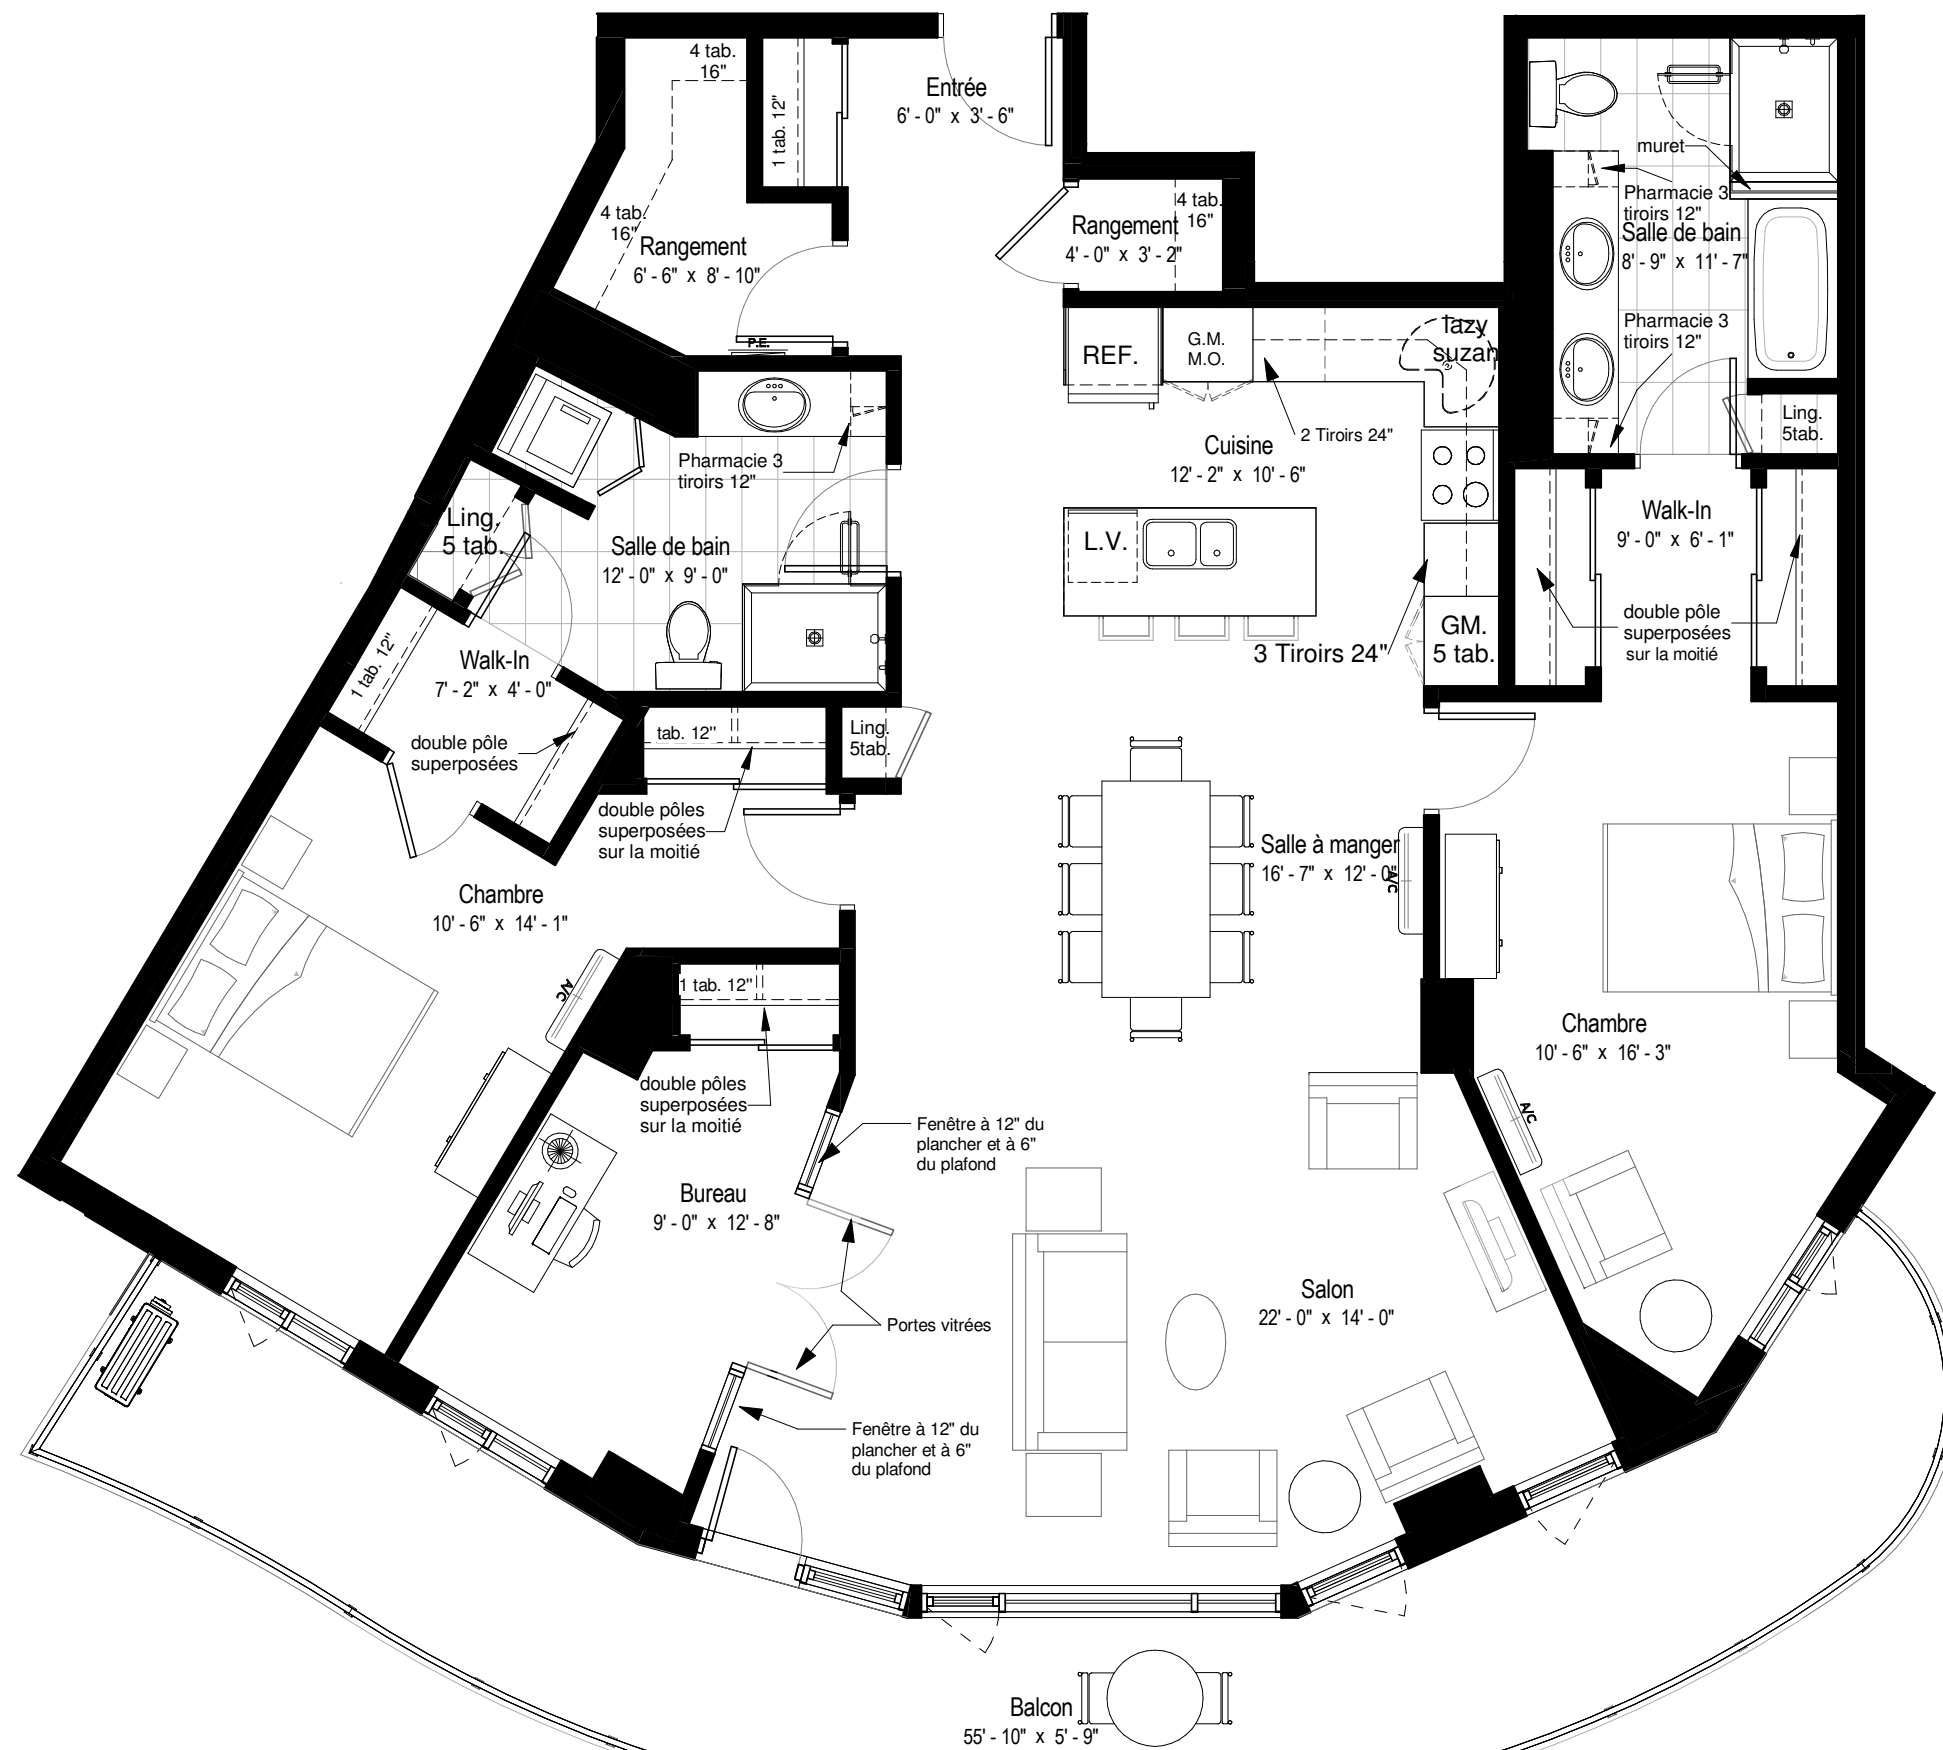 4 tab.
16"
1 tab. 12"
Entrée
6' - 0" x 3' - 6"
muret
Pharmacie 3
tiroirs 12"
Salle de bain
8' - 9" x 11' - 7"
4 tab.
16"
Rangement
6' - 6" x 8' - 10"
4 tab.
16"
Rangement
4' - 0" x 3' - 2"
P.E.
REF.
G.M.
M.O.
lazy
suzan
Pharmacie 3
tiroirs 12"
2 Tiroirs 24"
Ling.
5tab.
Cuisine
12' - 2" x 10' - 6"
Pharmacie 3
tiroirs 12"
Ling.
5 tab.
Salle de bain
12' - 0" x 9' - 0"
L.V.
Walk-In
9' - 0" x 6' - 1"
double pôle
superposées
sur la moitié
GM.
5 tab.
3 Tiroirs 24"
1 tab. 12"
Walk-In
7' - 2" x 4' - 0"
double pôle
superposées
tab. 12"
Ling.
5tab.
double pôles
superposées
sur la moitié
Salle à manger
16' - 7" x 12' - 0"
A/C
Chambre
10' - 6" x 14' - 1"
A/C
1 tab. 12"
Chambre
10' - 6" x 16' - 3"
A/C
double pôles
superposées
sur la moitié
Fenêtre à 12" du
plancher et à 6"
du plafond
Bureau
9' - 0" x 12' - 8"
Portes vitrées
Salon
22' - 0" x 14' - 0"
Fenêtre à 12" du
plancher et à 6"
du plafond
Balcon
55' - 10" x 5' - 9"